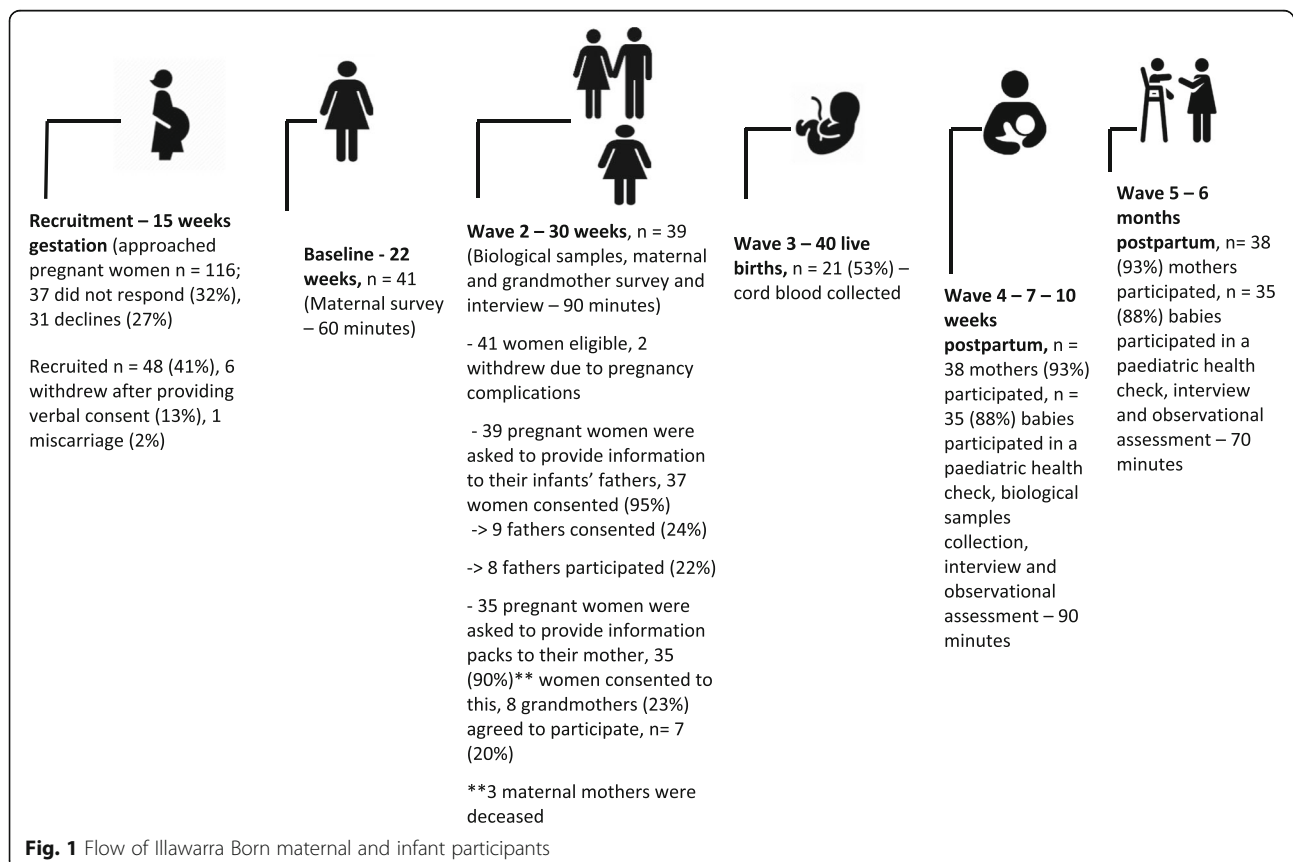 Recruitment – 15 weeks
gestation (approached
pregnant women n = 116;
37 did not respond (32%),
31 declines (27%)
Recruited n = 48 (41%), 6
withdrew after providing
verbal consent (13%), 1
miscarriage (2%)
Baseline - 22
weeks, n = 41
(Maternal survey
– 60 minutes)
Wave 2 – 30 weeks, n = 39
(Biological samples, maternal
and grandmother survey and
interview – 90 minutes)
- 41 women eligible, 2
withdrew due to pregnancy
complications
- 39 pregnant women were
asked to provide information
to their infants’ fathers, 37
women consented (95%)
-> 9 fathers consented (24%)
-> 8 fathers participated (22%)
- 35 pregnant women were
asked to provide information
packs to their mother, 35
(90%)** women consented to
this, 8 grandmothers (23%)
agreed to participate, n= 7
(20%)
**3 maternal mothers were
deceased
Wave 3 – 40 live
births, n = 21 (53%) –
cord blood collected
Wave 4 – 7 – 10
weeks
postpartum, n =
38 mothers (93%)
participated, n =
35 (88%) babies
participated in a
paediatric health
check, biological
samples
collection,
interview and
observational
assessment – 90
minutes
Wave 5 – 6
months
postpartum, n= 38
(93%) mothers
participated, n = 35
(88%) babies
participated in a
paediatric health
check, interview
and observational
assessment – 70
minutes
Fig. 1 Flow of Illawarra Born maternal and infant participants